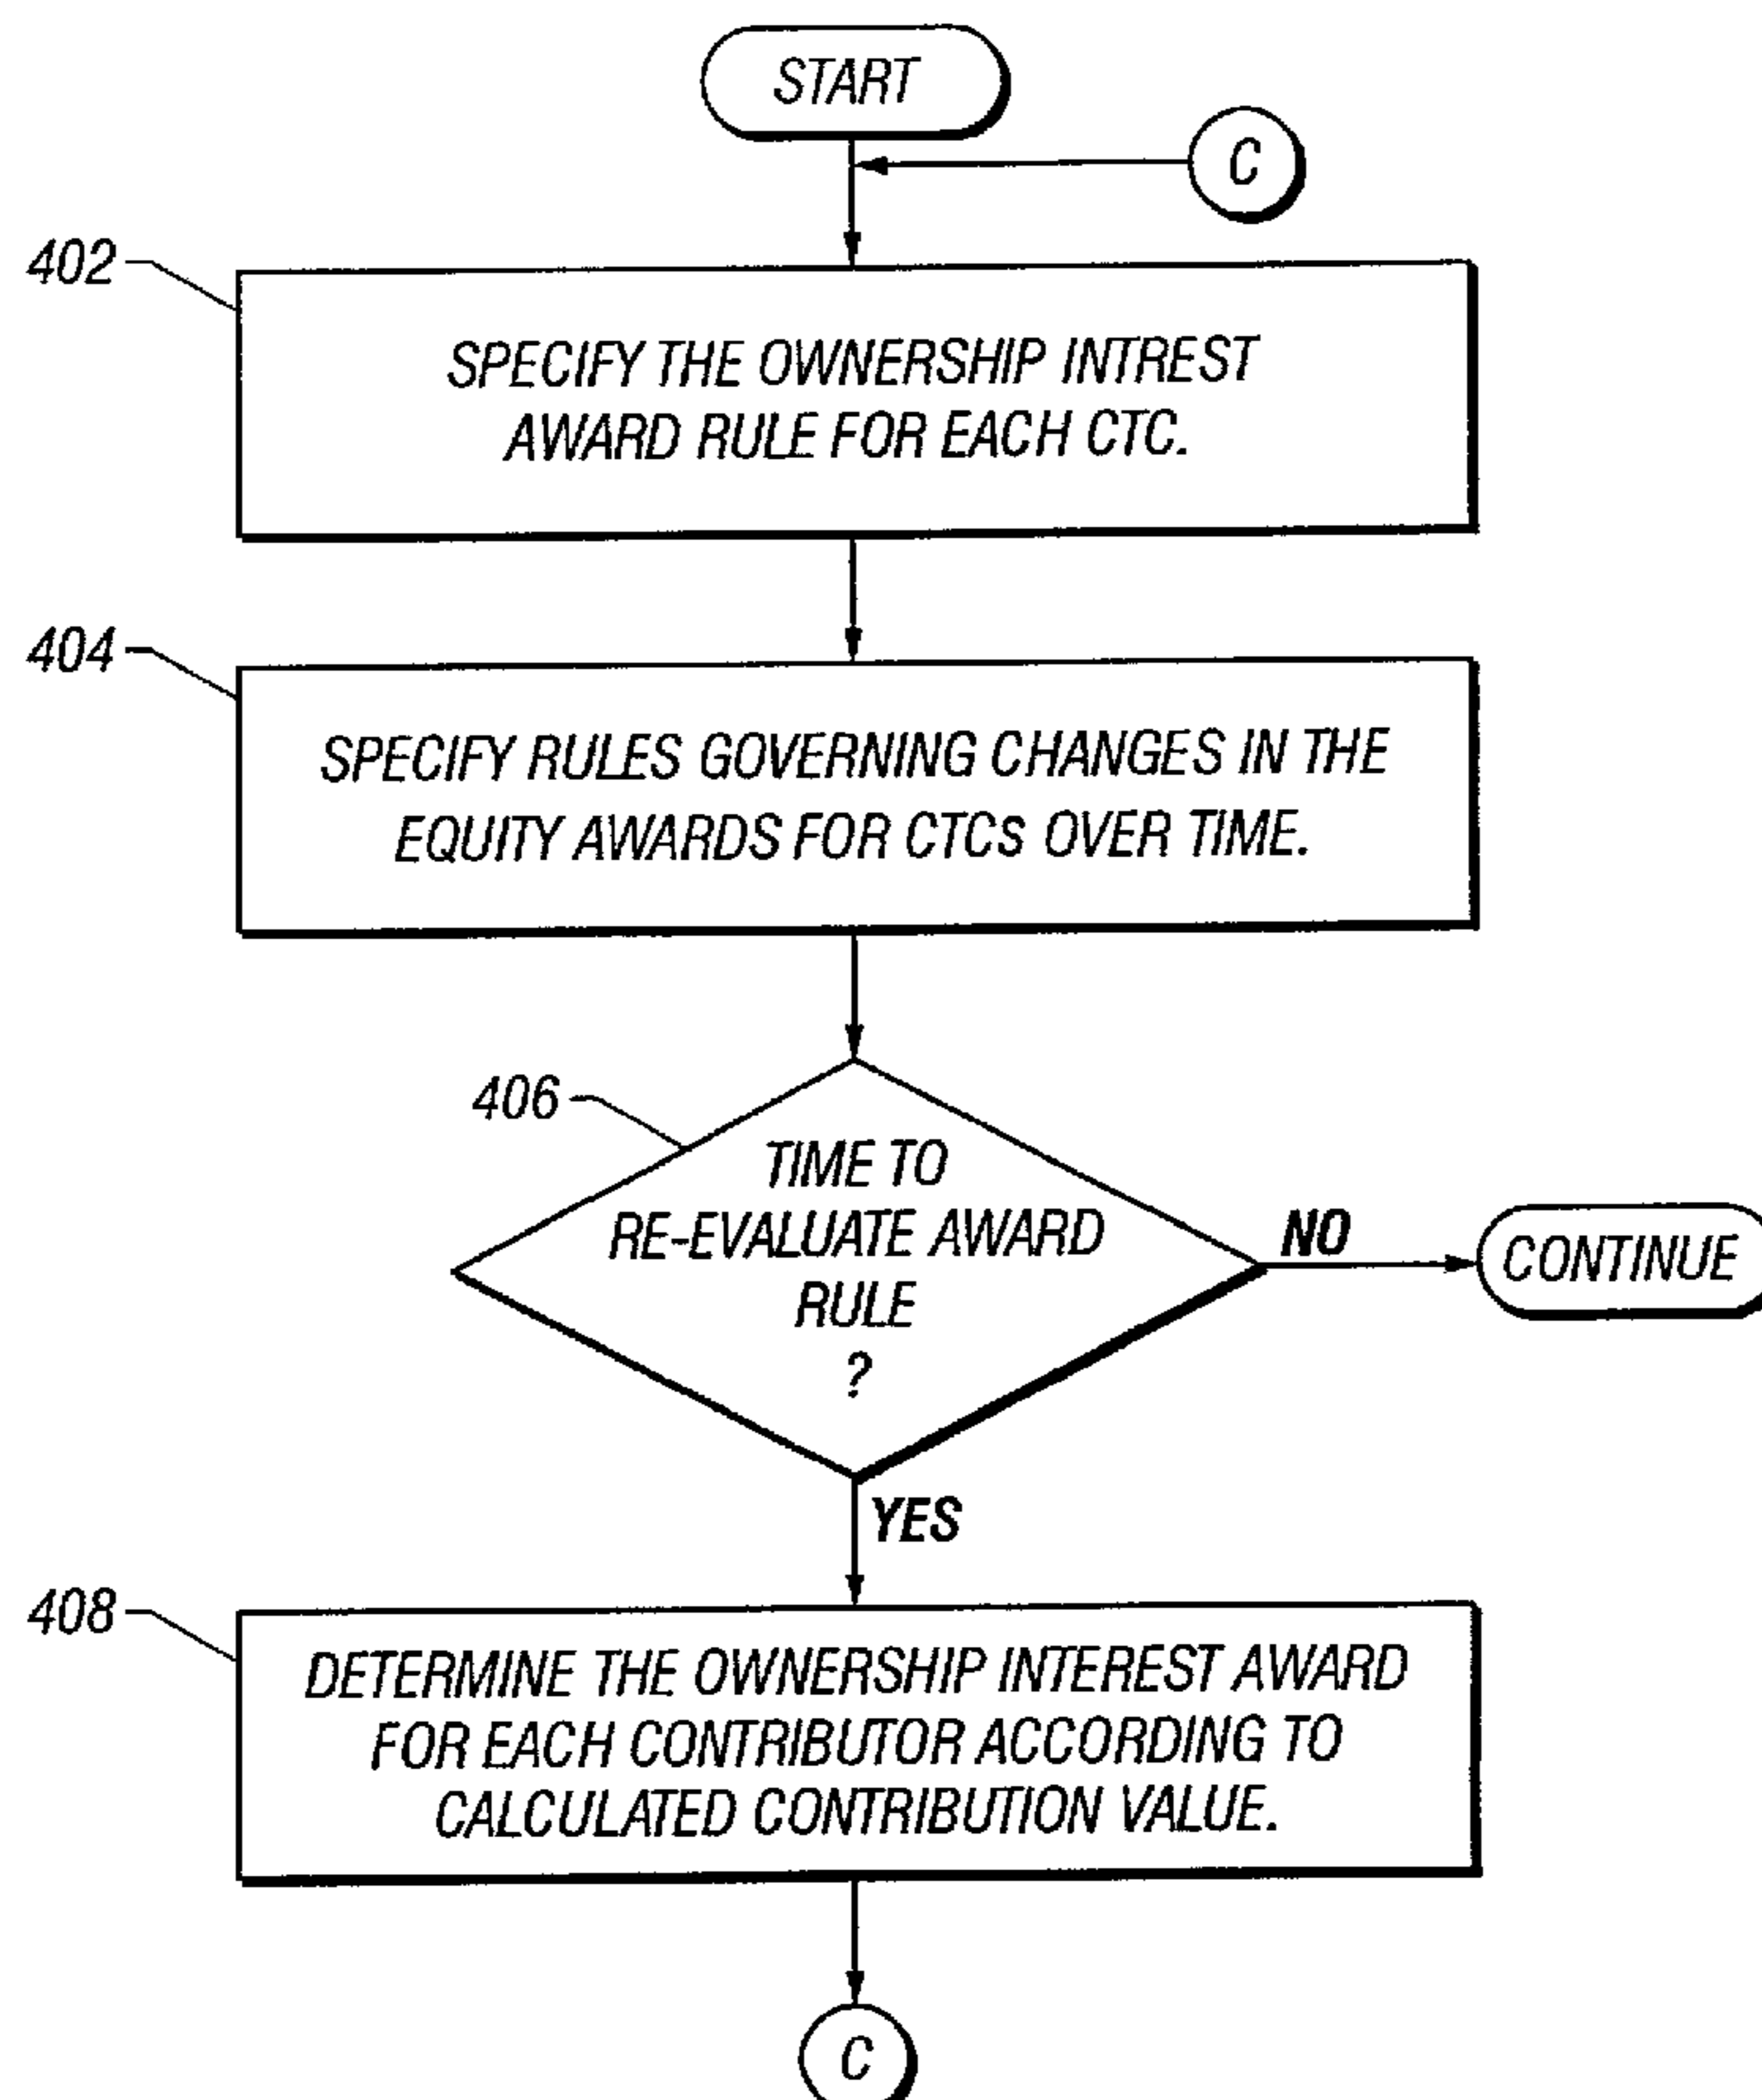 START
C
402
SPECIFY THE OWNERSHIP INTREST
AWARD RULE FOR EACH CTC.
404
SPECIFY RULES GOVERNING CHANGES IN THE
EQUITY AWARDS FOR CTCs OVER TIME.
406
TIME TO
RE-EVALUATE AWARD
RULE
?
NO
CONTINUE
YES
408
DETERMINE THE OWNERSHIP INTEREST AWARD
FOR EACH CONTRIBUTOR ACCORDING TO
CALCULATED CONTRIBUTION VALUE.
C